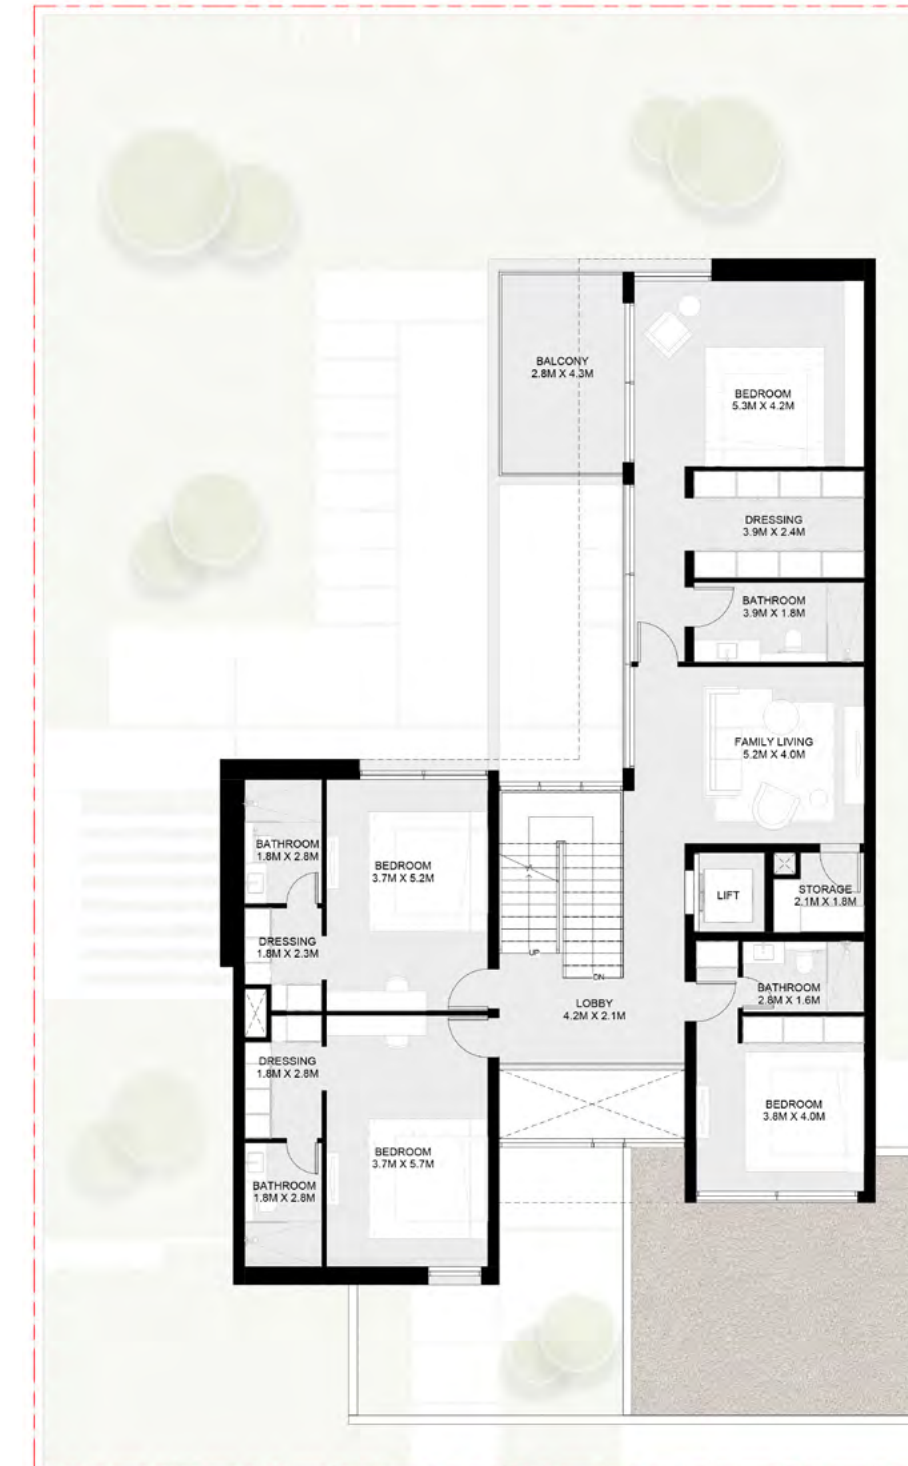 BALCONY
2.8M X 4.3M
BEDROOM
5.3M X 4.2M
DRESSING
3.9M X 2.4M
BATHROOM
3.9M X 1.8M
FAMILY LIVING
5.2M X 4.0M
BATHROOM
1.8M X 2.8M
BEDROOM
3.7M X 5.2M
LIFT
STORAGE
2.1M X 1.8M
DRESSING
1.8M X 2.3M
UP
DN
BATHROOM
2.8M X 1.6M
LOBBY
4.2M X 2.1M
DRESSING
1.8M X 2.8M
BEDROOM
3.8M X 4.0M
BEDROOM
3.7M X 5.7M
BATHROOM
1.8M X 2.8M